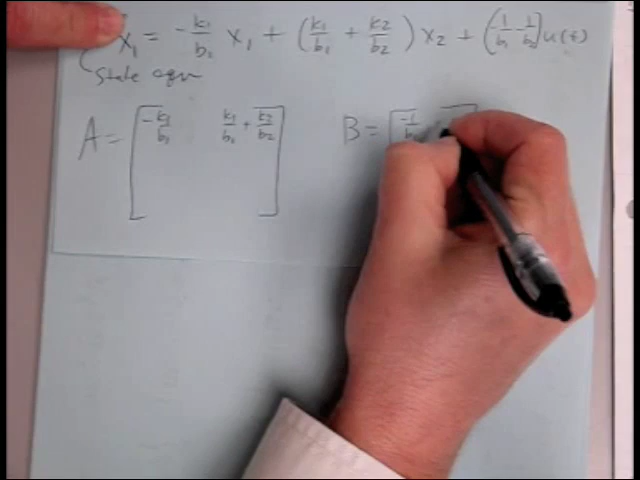 ẋ₁ = -k₁/b₁ x₁ + (k₁/b₁ + k₂/b₂) x₂ + (-1/b₁ - 1/b₂] u(t)
State eqn
A = [ -k₁/b₁ k₁/b₁ + k₂/b₂ ] B = [ -1/b₁